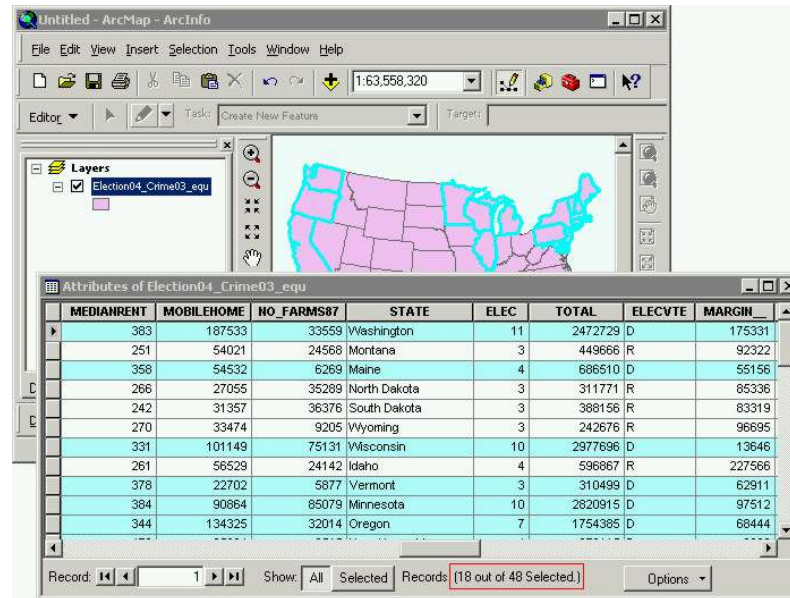 Untitled - ArcMap - ArcInfo
File Edit View Insert Selection Tools Window Help
1:63,558,320
Editor Task: Create New Feature Target:
Layers
Election04_Crime03_equ
Attributes of Election04_Crime03_equ
MEDIANRENT MOBILEHOME NO_FARMS87 STATE ELEC TOTAL ELECVTE MARGIN__
383 187533 33559 Washington 11 2472729 D 175331
251 54021 24568 Montana 3 449666 R 92322
358 54532 6269 Maine 4 686510 D 55156
266 27055 35289 North Dakota 3 311771 R 85336
242 31357 36376 South Dakota 3 388156 R 83319
270 33474 9205 Wyoming 3 242676 R 96695
331 101149 75131 Wisconsin 10 2977696 D 13646
261 56529 24142 Idaho 4 596867 R 227566
378 22702 5877 Vermont 3 310499 D 62911
384 90864 85079 Minnesota 10 2820915 D 97512
344 134325 32014 Oregon 7 1754385 D 68444
Record: 1 Show: All Selected Records (18 out of 48 Selected.) Options